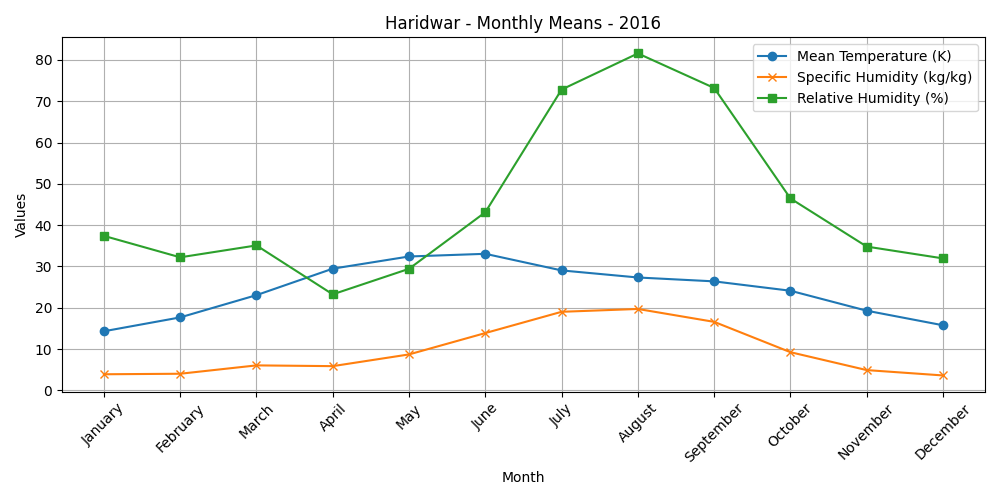 Haridwar - Monthly Means - 2016
Mean Temperature (K)
Specific Humidity (kg/kg)
Relative Humidity (%)
Values
80
70
60
50
40
30
20
10
0
January
February
March
April
May
June
July
August
September
October
November
December
Month